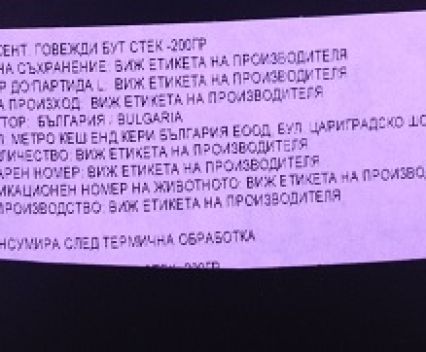 СЕНТ. ГОВЕЖДИ БУТ СТЕК -200ГР
НА СЪХРАНЕНИЕ: ВИЖ ЕТИКЕТА НА ПРОИЗВОДИТЕЛЯ
Р ДО:ПАРТИДА L: ВИЖ ЕТИКЕТА НА ПРОИЗВОДИТЕЛЯ
А ПРОИЗХОД: ВИЖ ЕТИКЕТА НА ПРОИЗВОДИТЕЛЯ
ТОР: БЪЛГАРИЯ / BULGARIA
МЕТРО КЕШ ЕНД КЕРИ БЪЛГАРИЯ ЕООД, БУЛ. ЦАРИГРАДСКО ШО
ЛИЧЕСТВО: ВИЖ ЕТИКЕТА НА ПРОИЗВОДИТЕЛЯ
АРЕН НОМЕР: ВИЖ ЕТИКЕТА НА ПРОИЗВОДИТЕЛЯ
ИКАЦИОНЕН НОМЕР НА ЖИВОТНОТО: ВИЖ ЕТИКЕТА НА ПРОИЗВО
ПРОИЗВОДСТВО: ВИЖ ЕТИКЕТА НА ПРОИЗВОДИТЕЛЯ
НСУМИРА СЛЕД ТЕРМИЧНА ОБРАБОТКА